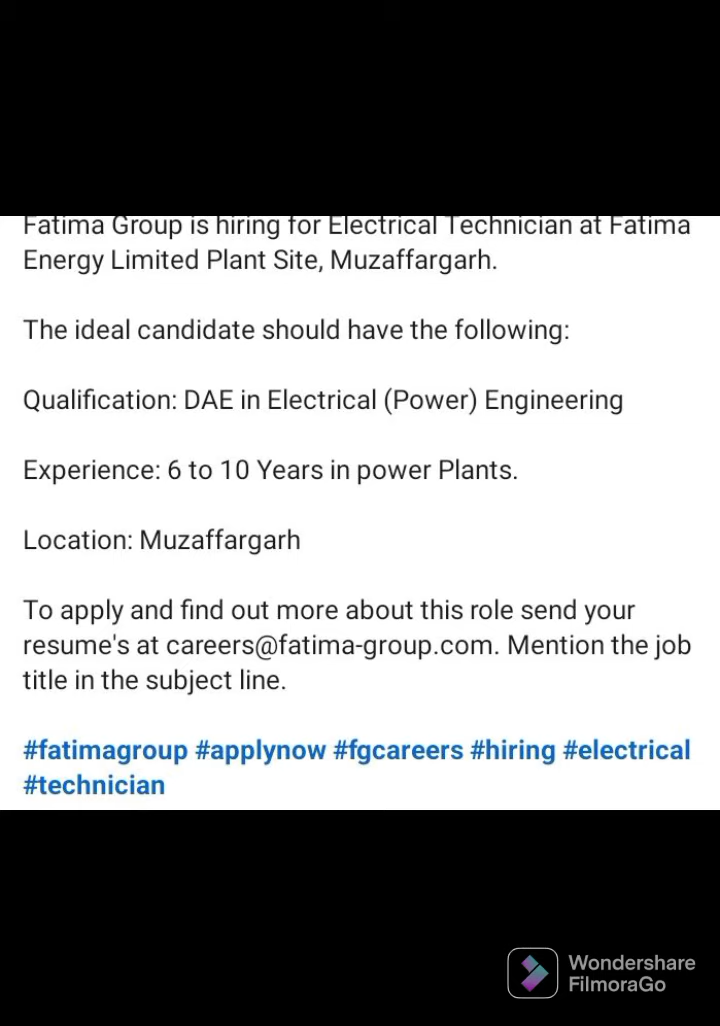 Fatima Group is hiring for Electrical Technician at Fatima
Energy Limited Plant Site, Muzaffargarh.
The ideal candidate should have the following:
Qualification: DAE in Electrical (Power) Engineering
Experience: 6 to 10 Years in power Plants.
Location: Muzaffargarh
To apply and find out more about this role send your
resume's at careers@fatima-group.com. Mention the job
title in the subject line.
#fatimagroup #applynow #fgcareers #hiring #electrical
#technician
Wondershare
FilmoraGo